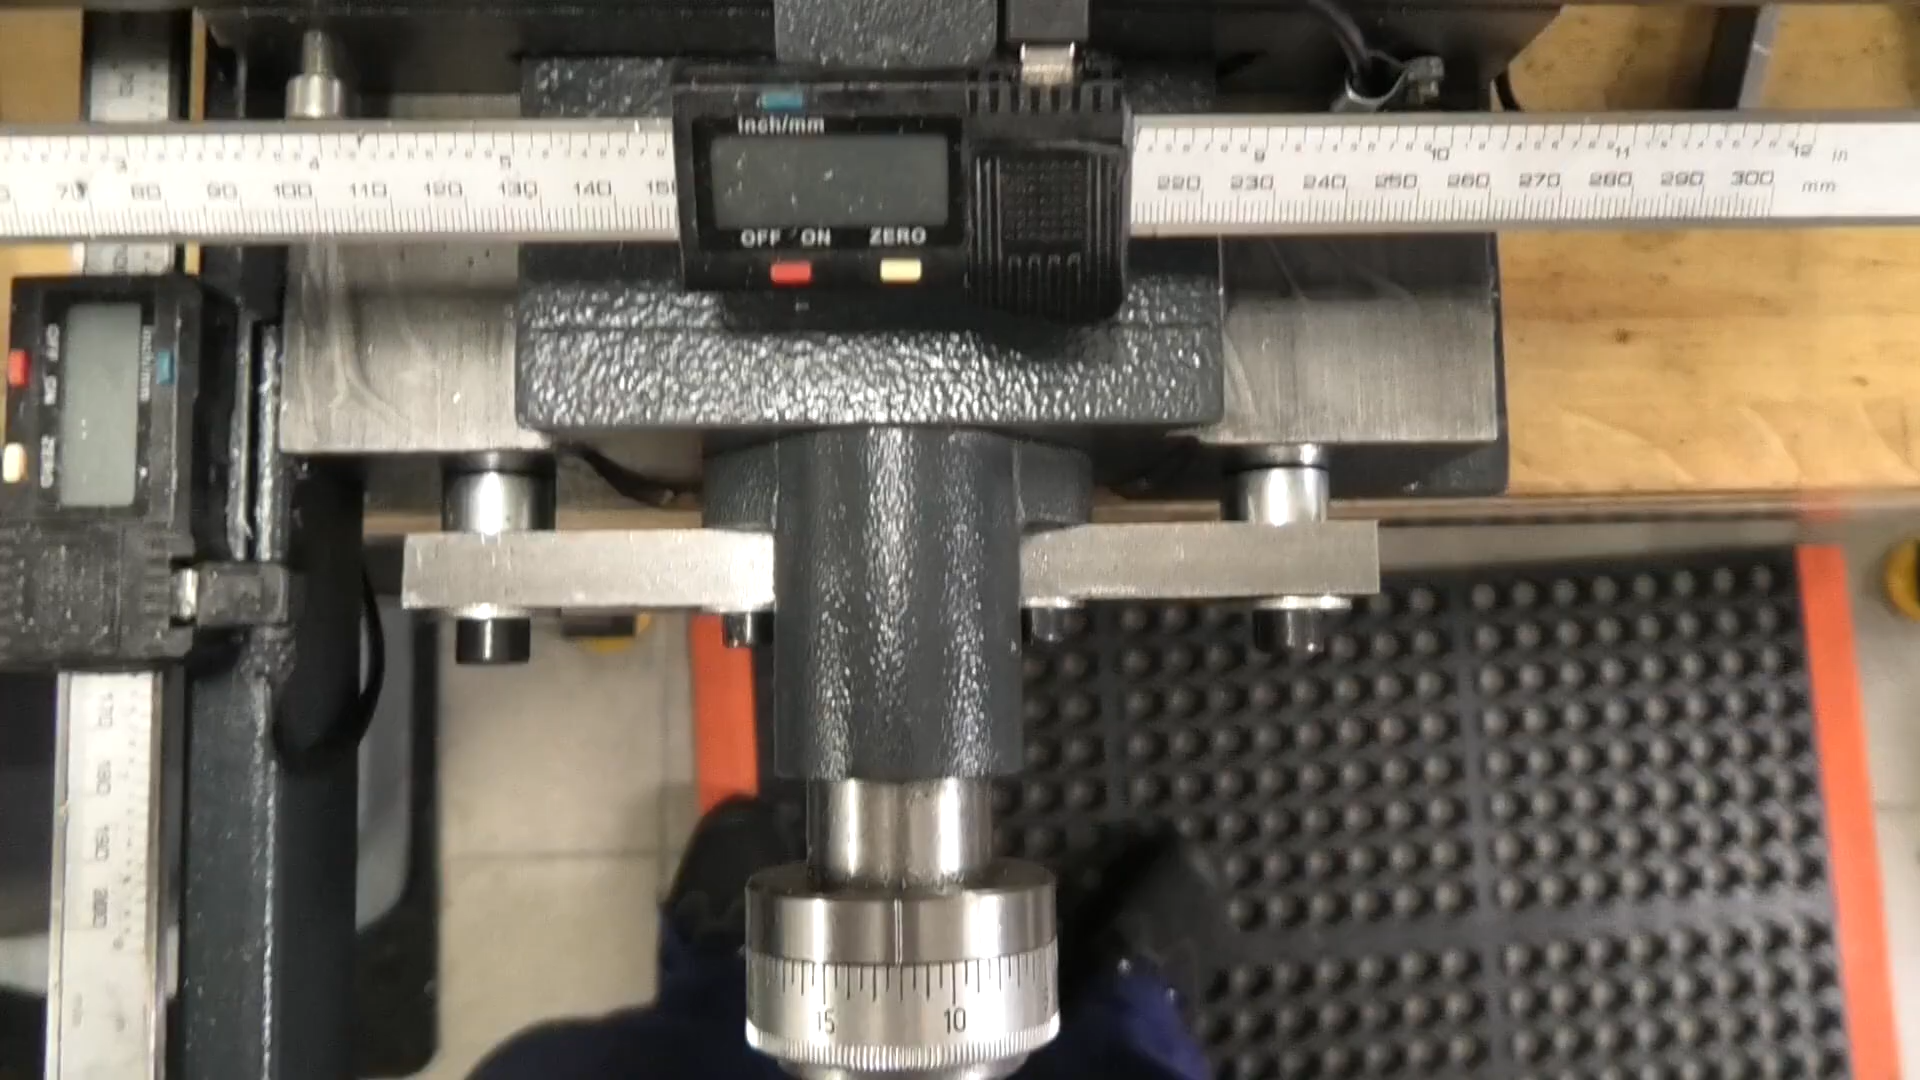 inch/mm
3 4 5
9 10 11 12 in
70 80 90 100 110 120 130 140
220 230 240 250 260 270 280 290 300 mm
OFF ON ZERO
inch/mm
OFF ON
ZERO
170
180
190
200
15 10